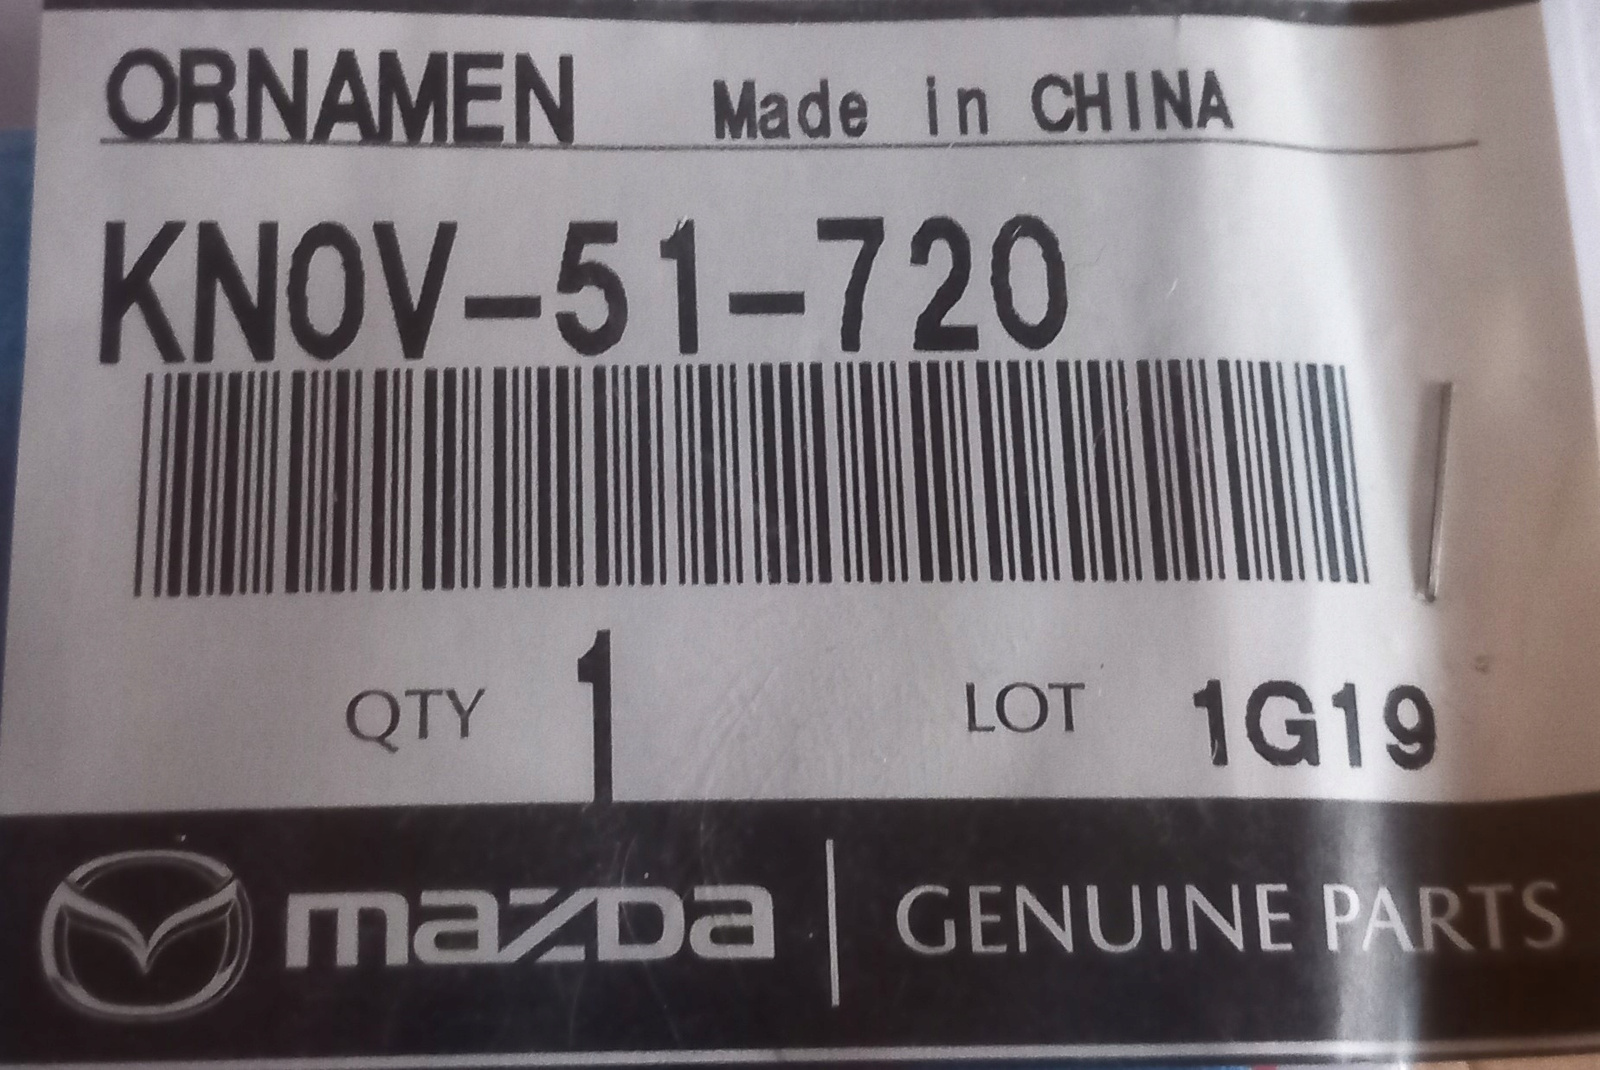 ORNAMEN Made in CHINA
KN0V-51-720
QTY 1 LOT 1G19
mazda GENUINE PARTS